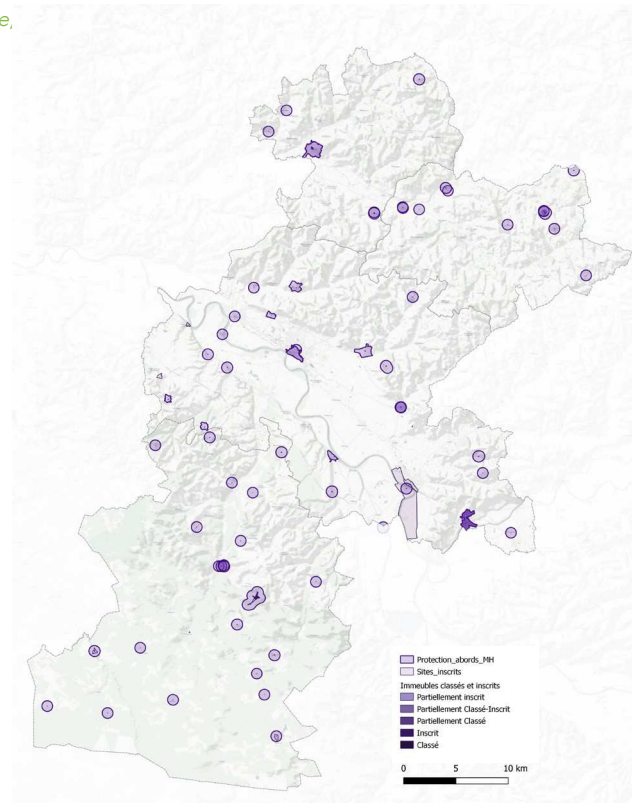 e,
Protection_abords_MH
Sites_inscrits
Immeubles classés et inscrits
Partiellement inscrit
Partiellement Classé-Inscrit
Partiellement Classé
Inscrit
Classé
0 5 10 km